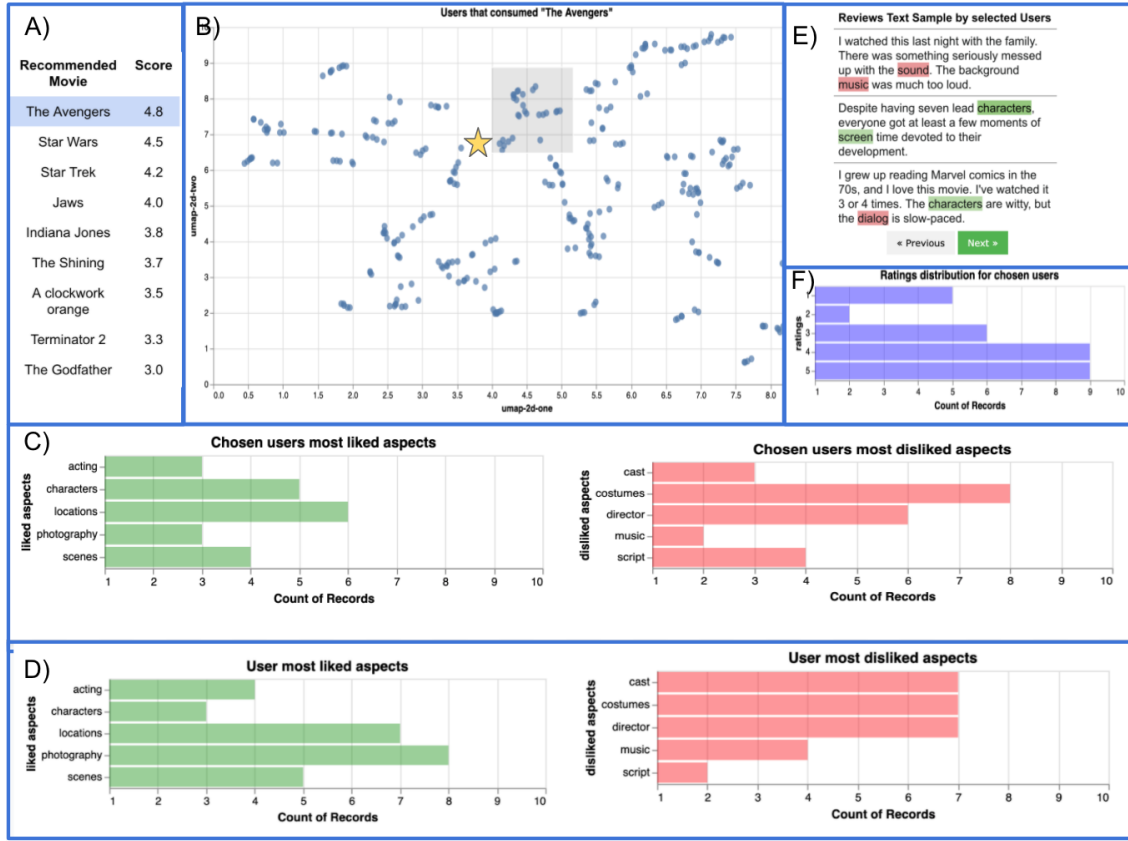 A)
Recommended
Movie
Score
The Avengers 4.8
Star Wars 4.5
Star Trek 4.2
Jaws 4.0
Indiana Jones 3.8
The Shining 3.7
A clockwork
orange
3.5
Terminator 2 3.3
The Godfather 3.0
B)
Users that consumed "The Avengers"
umap-2d-two
9
8
7
6
5
4
3
2
1
0
0.0 0.5 1.0 1.5 2.0 2.5 3.0 3.5 4.0 4.5 5.0 5.5 6.0 6.5 7.0 7.5 8.0
umap-2d-one
E)
Reviews Text Sample by selected Users
I watched this last night with the family.
There was something seriously messed
up with the sound. The background
music was much too loud.
Despite having seven lead characters,
everyone got at least a few moments of
screen time devoted to their
development.
I grew up reading Marvel comics in the
70s, and I love this movie. I've watched it
3 or 4 times. The characters are witty, but
the dialog is slow-paced.
« Previous
Next »
F)
Ratings distribution for chosen users
ratings
2
3
4
5
1 2 3 4 5 6 7 8 9 10
Count of Records
C)
Chosen users most liked aspects
liked aspects
acting
characters
locations
photography
scenes
1 2 3 4 5 6 7 8 9 10
Count of Records
Chosen users most disliked aspects
disliked aspects
cast
costumes
director
music
script
1 2 3 4 5 6 7 8 9 10
Count of Records
D)
User most liked aspects
liked aspects
acting
characters
locations
photography
scenes
1 2 3 4 5 6 7 8 9 10
Count of Records
User most disliked aspects
disliked aspects
cast
costumes
director
music
script
1 2 3 4 5 6 7 8 9 10
Count of Records